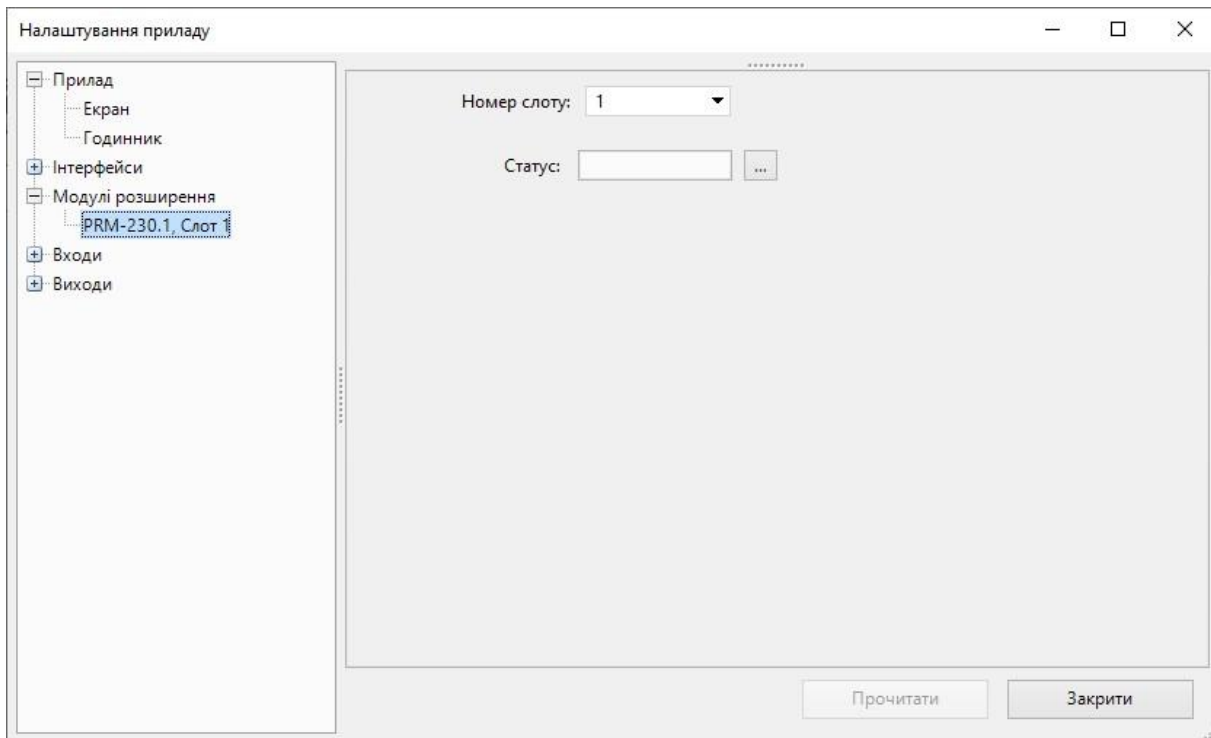 Налаштування приладу
Прилад
Екран
Годинник
Інтерфейси
Модулі розширення
PRM-230.1, Слот 1
Входи
Виходи
Номер слоту: 1
Статус: ...
Прочитати
Закрити